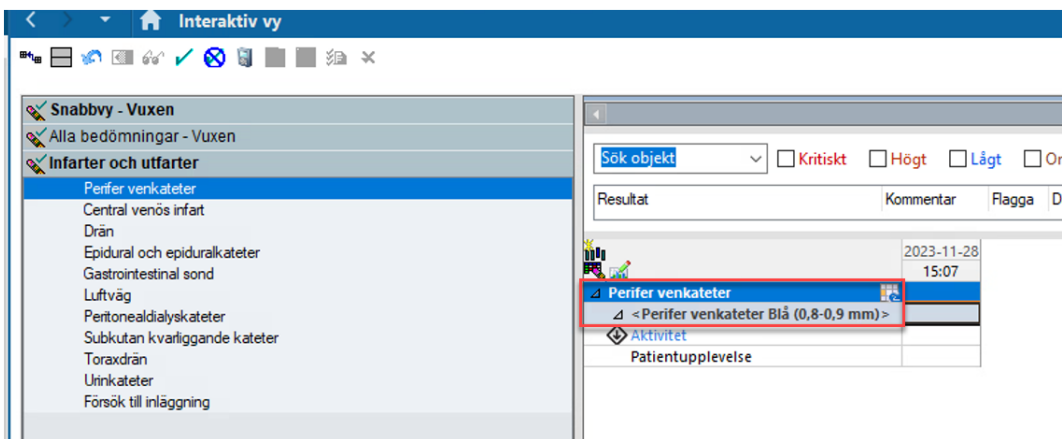 Interaktiv vy
Snabbvy - Vuxen
Alla bedömningar - Vuxen
Infarter och utfarter
Perifer venkateter
Central venös infart
Drän
Epidural och epiduralkateter
Gastrointestinal sond
Luftväg
Peritonealdialyskateter
Subkutan kvarliggande kateter
Toraxdrän
Urinkateter
Försök till inläggning
Sök objekt Kritiskt Högt Lågt Or
Resultat Kommentar Flagga D
2023-11-28
15:07
Perifer venkateter
<Perifer venkateter Blå (0,8-0,9 mm)>
Aktivitet
Patientupplevelse